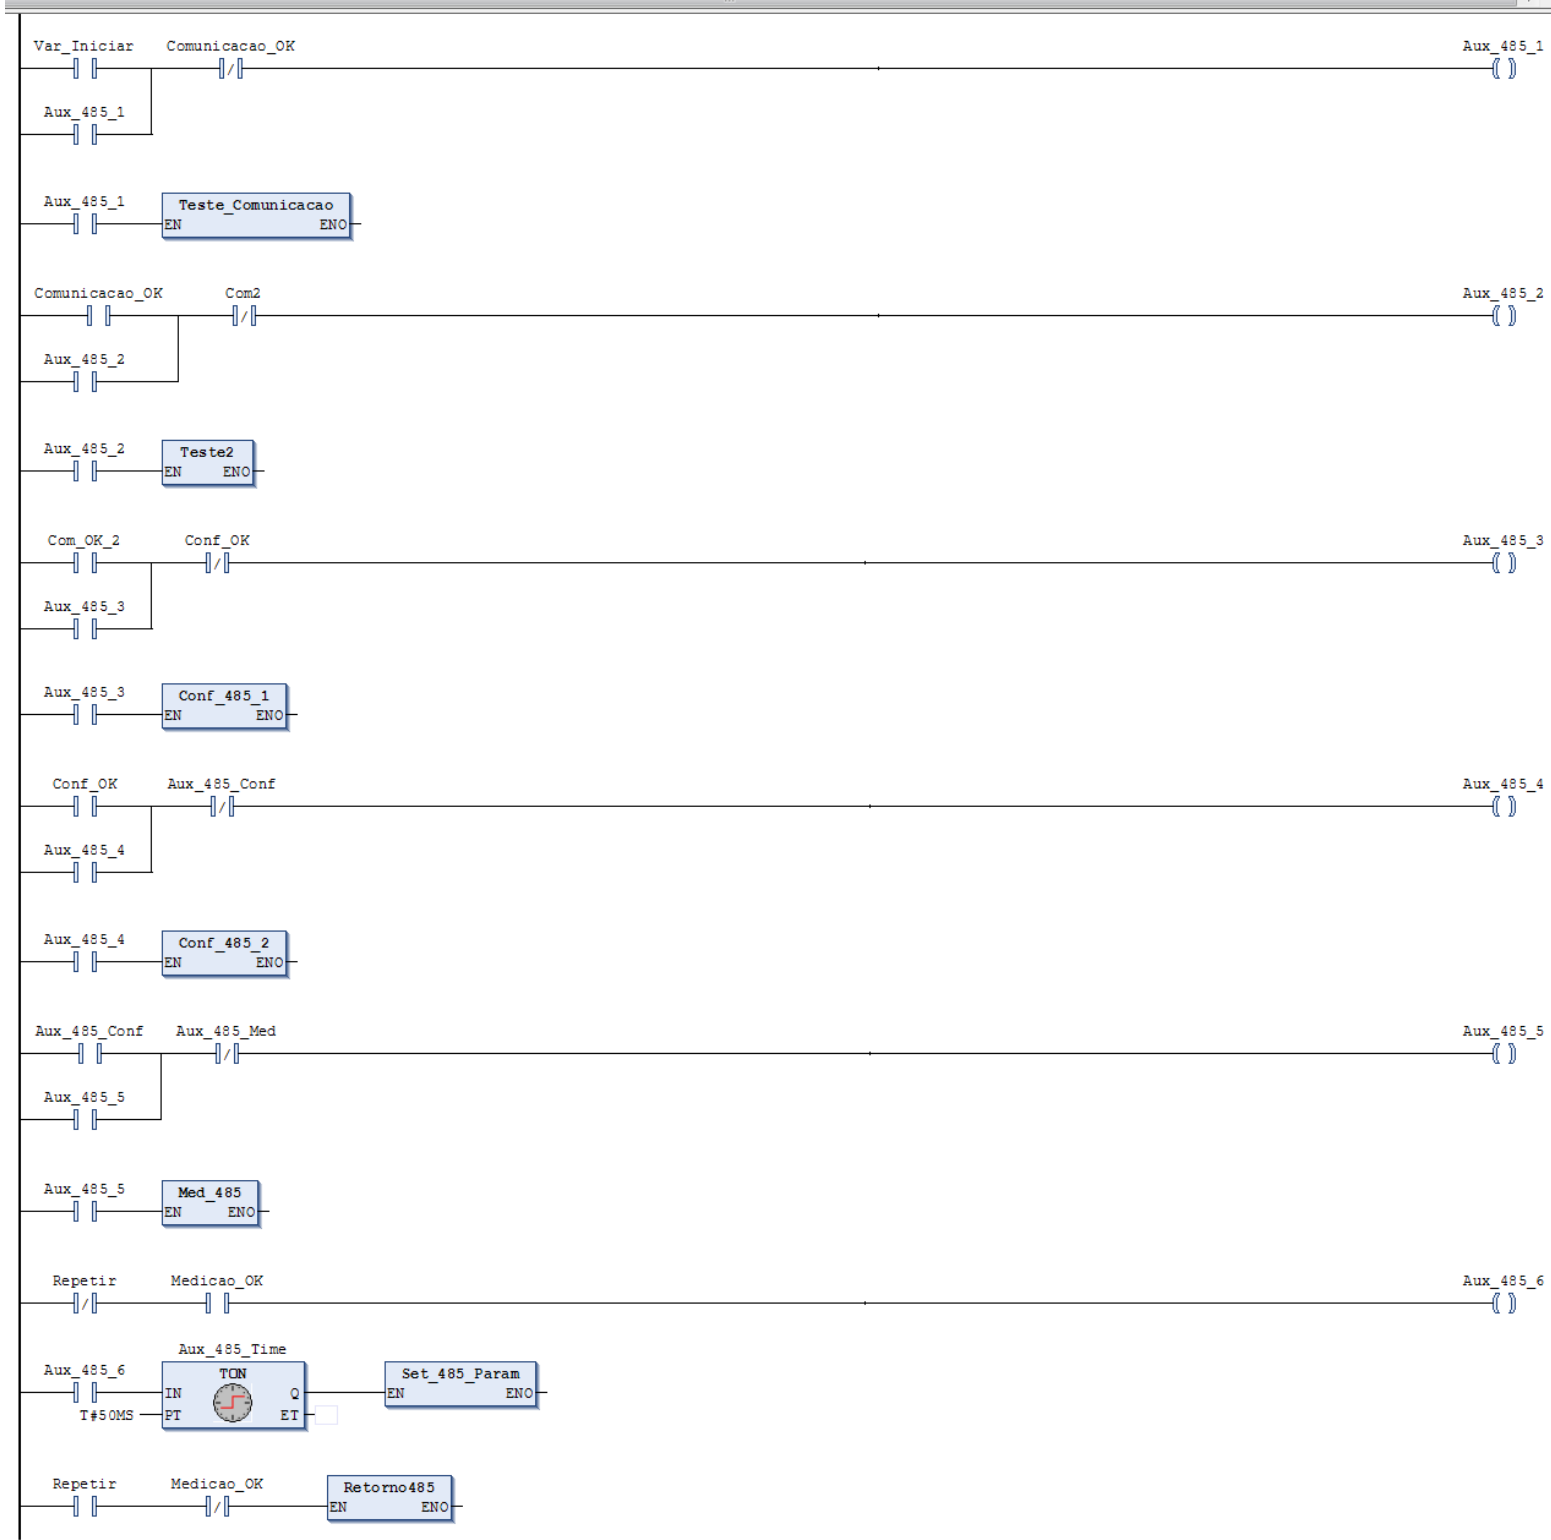 Var_Iniciar Comunicacao_OK Aux_485_1
Aux_485_1
Aux_485_1 Teste_Comunicacao
EN ENO
Comunicacao_OK Com2 Aux_485_2
Aux_485_2
Aux_485_2 Teste2
EN ENO
Com_OK_2 Conf_OK Aux_485_3
Aux_485_3
Aux_485_3 Conf_485_1
EN ENO
Conf_OK Aux_485_Conf Aux_485_4
Aux_485_4
Aux_485_4 Conf_485_2
EN ENO
Aux_485_Conf Aux_485_Med Aux_485_5
Aux_485_5
Aux_485_5 Med_485
EN ENO
Repetir Medicao_OK Aux_485_6
Aux_485_Time
Aux_485_6 TON Set_485_Param
IN Q EN ENO
T#50MS PT ET
Repetir Medicao_OK Retorno485
EN ENO